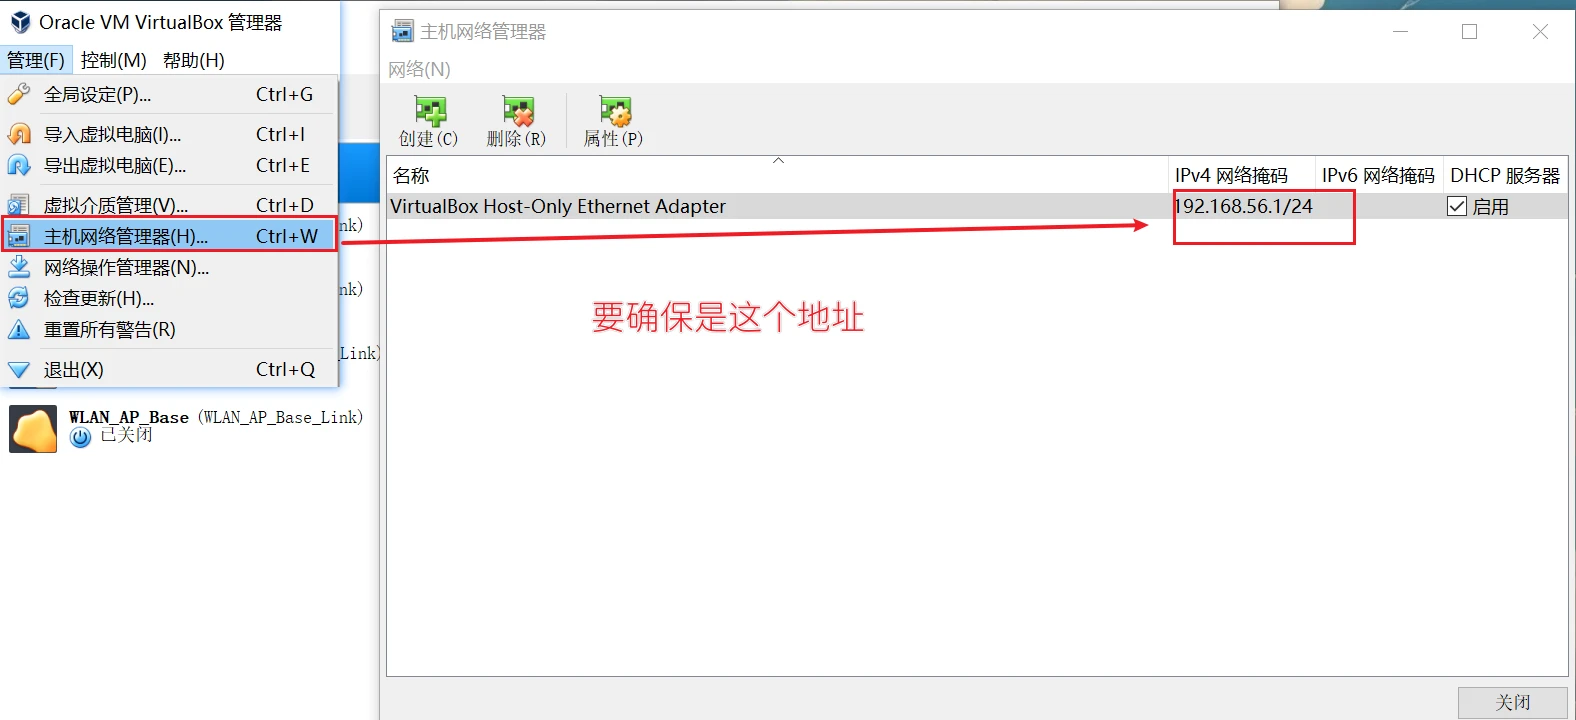 Oracle VM VirtualBox 管理器
管理(F) 控制(M) 帮助(H)
全局设定(P)... Ctrl+G
导入虚拟电脑(I)... Ctrl+I
导出虚拟电脑(E)... Ctrl+E
虚拟介质管理(V)... Ctrl+D
主机网络管理器(H)... Ctrl+W
网络操作管理器(N)...
检查更新(H)...
重置所有警告(R)
退出(X) Ctrl+Q
nk)
nk)
_Link)
WLAN_AP_Base (WLAN_AP_Base_Link)
已关闭
主机网络管理器
网络(N)
创建(C) 删除(R) 属性(P)
名称 IPv4 网络掩码 IPv6 网络掩码 DHCP 服务器
VirtualBox Host-Only Ethernet Adapter 192.168.56.1/24 启用
要确保是这个地址
关闭